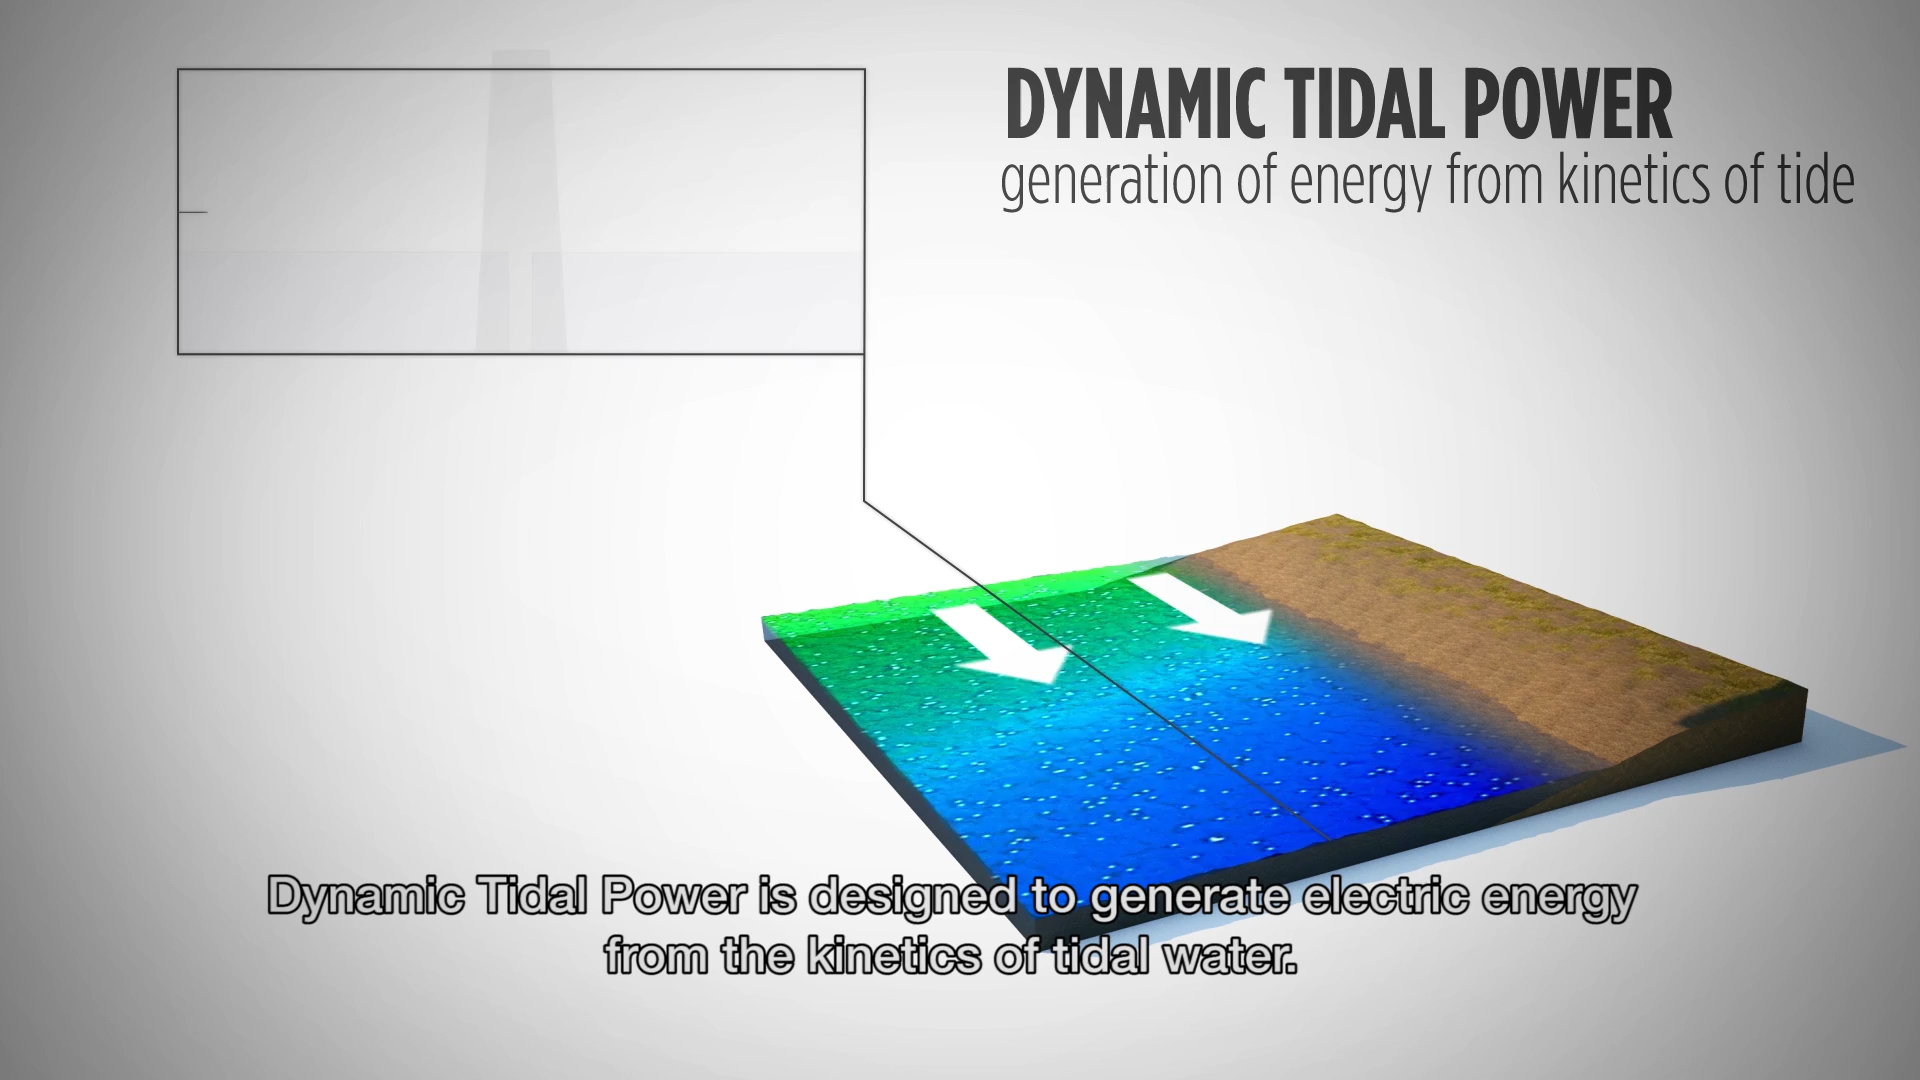 DYNAMIC TIDAL POWER
generation of energy from kinetics of tide
Dynamic Tidal Power is designed to generate electric energy
from the kinetics of tidal water.